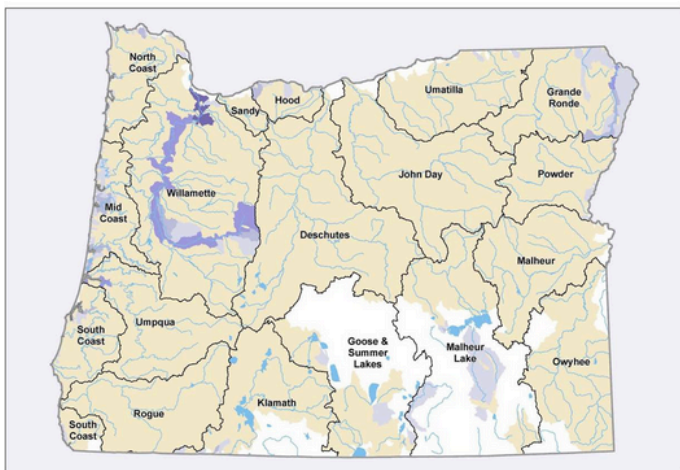 North
Coast
Sandy
Hood
Umatilla
Grande
Ronde
John Day
Powder
Willamette
Mid
Coast
Deschutes
Malheur
Umpqua
South
Coast
Goose &
Summer
Lakes
Malheur
Lake
Owyhee
Klamath
Rogue
South
Coast